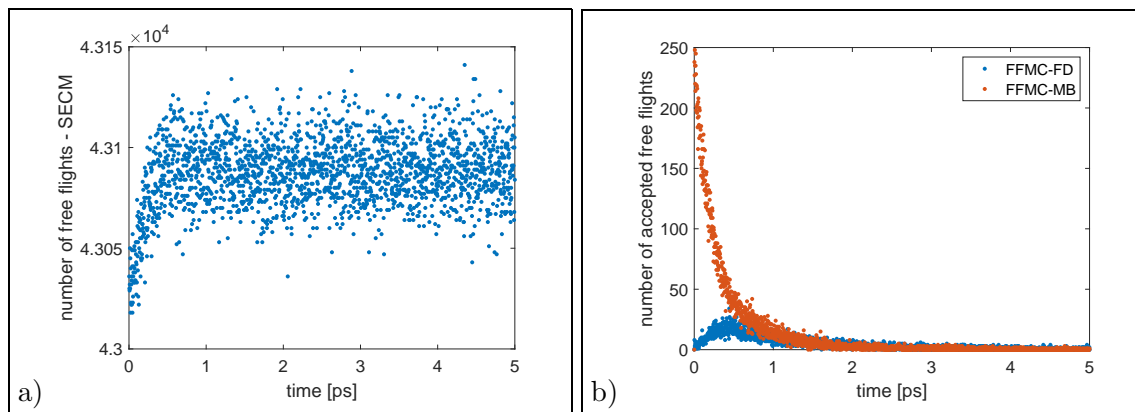 4.315 ×10⁴
4.31
4.305
4.3
number of free flights - SECM
0 1 2 3 4 5
time [ps]
a)
250
200
150
100
50
0
number of accepted free flights
FFMC-FD
FFMC-MB
0 1 2 3 4 5
time [ps]
b)